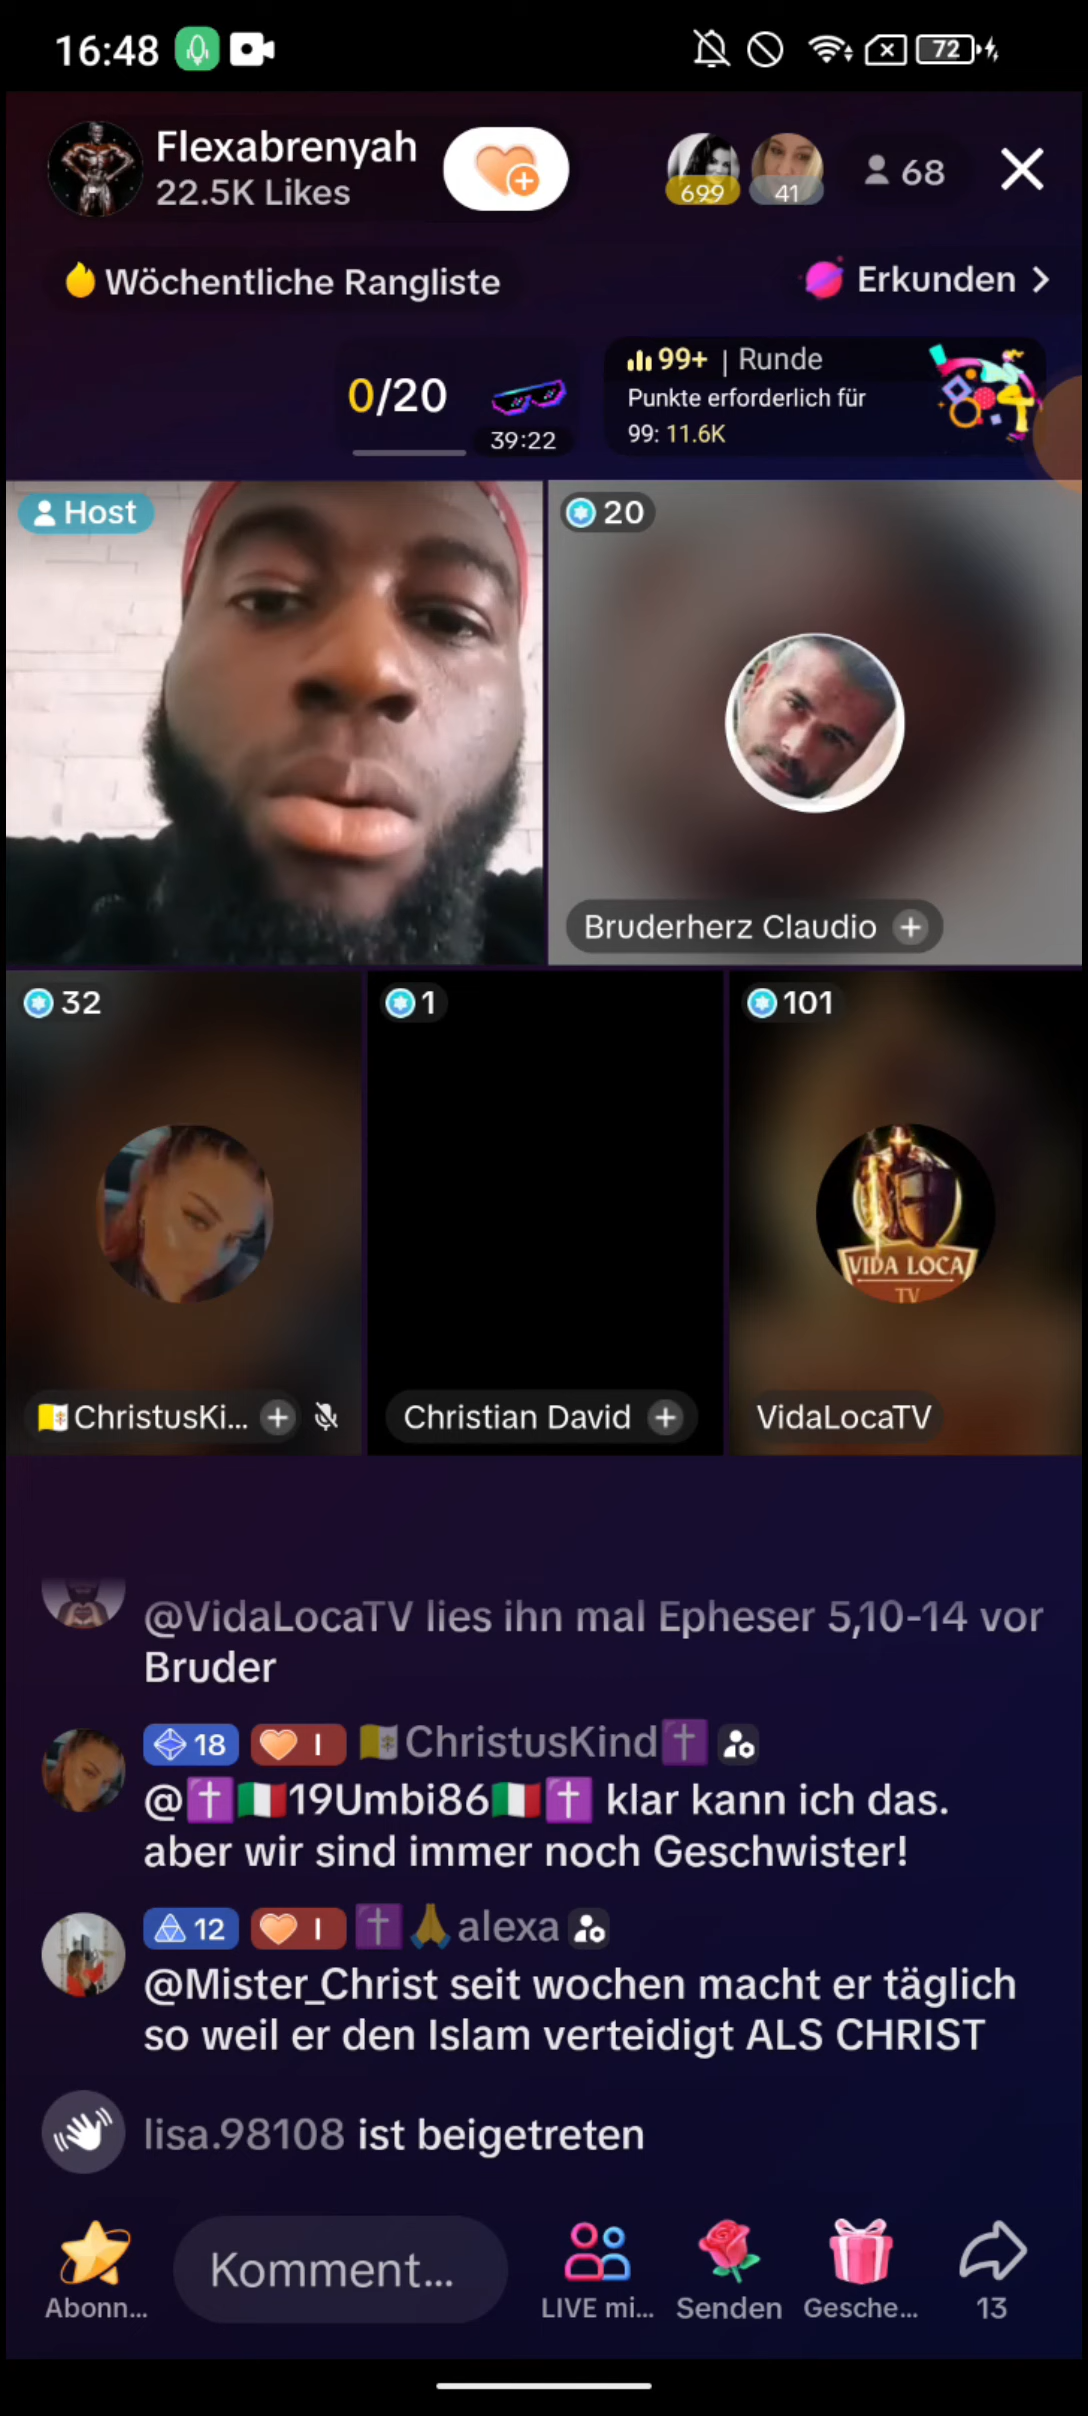 16:48
72
Flexabrenyah
22.5K Likes
699
41
68
Wöchentliche Rangliste
Erkunden
0/20
39:22
99+ | Runde
Punkte erforderlich für
99: 11.6K
Host
20
Bruderherz Claudio
32
1
101
VIDA LOCA
TV
ChristusKi...
Christian David
VidaLocaTV
@VidaLocaTV lies ihn mal Epheser 5,10-14 vor
Bruder
18 I ChristusKind
@19Umbi86 klar kann ich das.
aber wir sind immer noch Geschwister!
12 I alexa
@Mister_Christ seit wochen macht er täglich
so weil er den Islam verteidigt ALS CHRIST
lisa.98108 ist beigetreten
Komment...
Abonn...
LIVE mi...
Senden
Gesche...
13